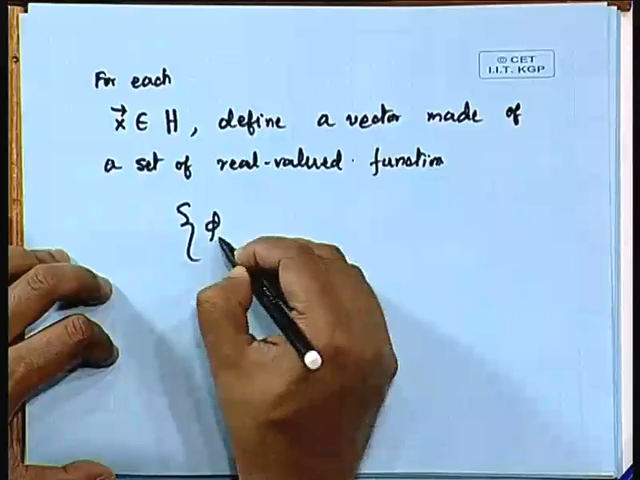 © CET
I.I.T. KGP
For each
x⃗ ∈ H, define a vector made of
a set of real-valued function
{ φ